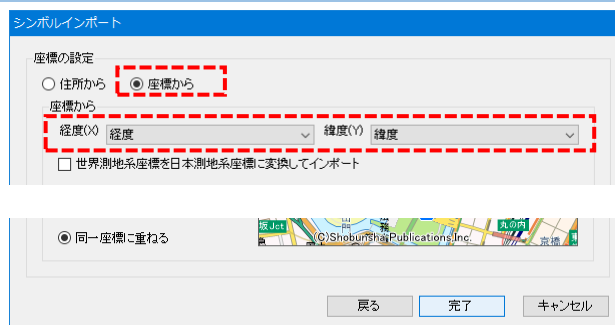 シンボルインポート
座標の設定
住所から 座標から
座標から
経度(X) 経度 緯度(Y) 緯度
世界測地系座標を日本測地系座標に変換してインポート
丸の内
坂Jct
(C)Shobunsha Publications.Inc.
京橋
同一座標に重ねる
戻る 完了 キャンセル